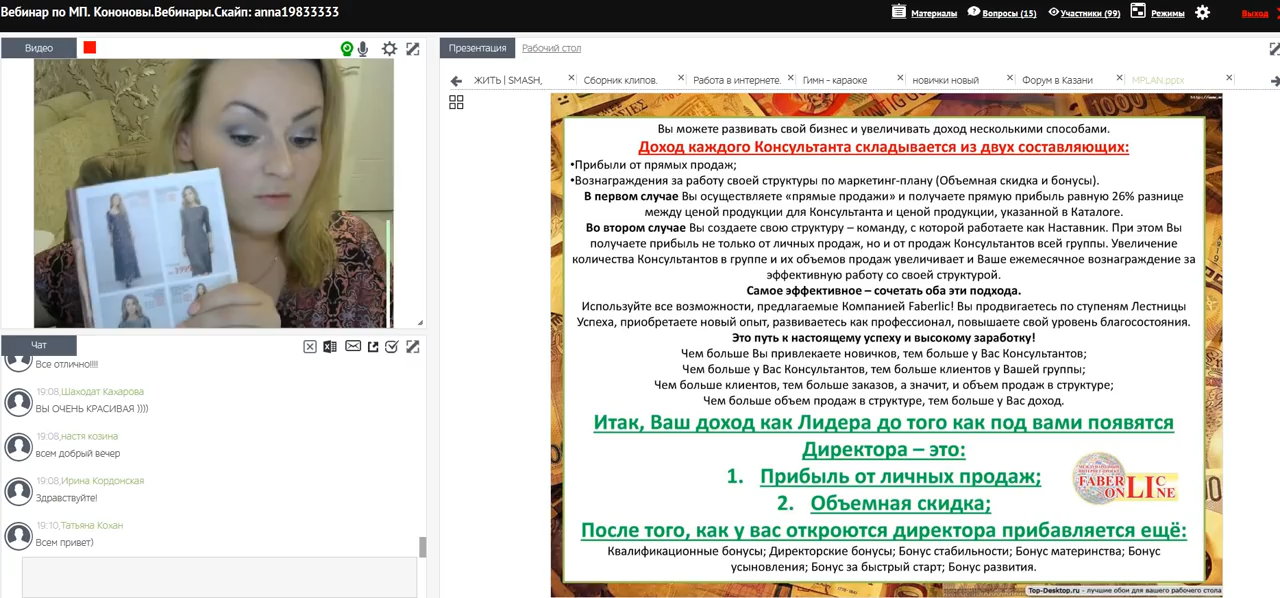 Вебинар по МП. Кононовы.Вебинары.Скайп: anna19833333
Материалы
Вопросы (15)
Участники (99)
Режимы
Выход
Видео
Презентация
Рабочий стол
ЖИТЬ | SMASH,
Сборник клипов.
Работа в интернете.
Гимн - караоке
новички новый
Форум в Казани
MPLAN.pptx
Чат
Все отлично!!!!
19:08,Шаходат Кахарова
ВЫ ОЧЕНЬ КРАСИВАЯ ))))
19:08,настя козина
всем добрый вечер
19:08,Ирина Кордонская
Здравствуйте!
19:10,Татьяна Кохан
Всем привет)
Вы можете развивать свой бизнес и увеличивать доход несколькими способами.
Доход каждого Консультанта складывается из двух составляющих:
•Прибыли от прямых продаж;
•Вознаграждения за работу своей структуры по маркетинг-плану (Объемная скидка и бонусы).
В первом случае Вы осуществляете «прямые продажи» и получаете прямую прибыль равную 26% разнице
между ценой продукции для Консультанта и ценой продукции, указанной в Каталоге.
Во втором случае Вы создаете свою структуру – команду, с которой работаете как Наставник. При этом Вы
получаете прибыль не только от личных продаж, но и от продаж Консультантов всей группы. Увеличение
количества Консультантов в группе и их объемов продаж увеличивает и Ваше ежемесячное вознаграждение за
эффективную работу со своей структурой.
Самое эффективное – сочетать оба эти подхода.
Используйте все возможности, предлагаемые Компанией Faberlic! Вы продвигаетесь по ступеням Лестницы
Успеха, приобретаете новый опыт, развиваетесь как профессионал, повышаете свой уровень благосостояния.
Это путь к настоящему успеху и высокому заработку!
Чем больше Вы привлекаете новичков, тем больше у Вас Консультантов;
Чем больше у Вас Консультантов, тем больше клиентов у Вашей группы;
Чем больше клиентов, тем больше заказов, а значит, и объем продаж в структуре;
Чем больше объем продаж в структуре, тем больше у Вас доход.
Итак, Ваш доход как Лидера до того как под вами появятся
Директора – это:
1. Прибыль от личных продаж;
2. Объемная скидка;
FABER LIC
ON LINE
После того, как у вас откроются директора прибавляется ещё:
Квалификационные бонусы; Директорские бонусы; Бонус стабильности; Бонус материнства; Бонус
усыновления; Бонус за быстрый старт; Бонус развития.
Top-Desktop.ru - лучшие обои для вашего рабочего стола